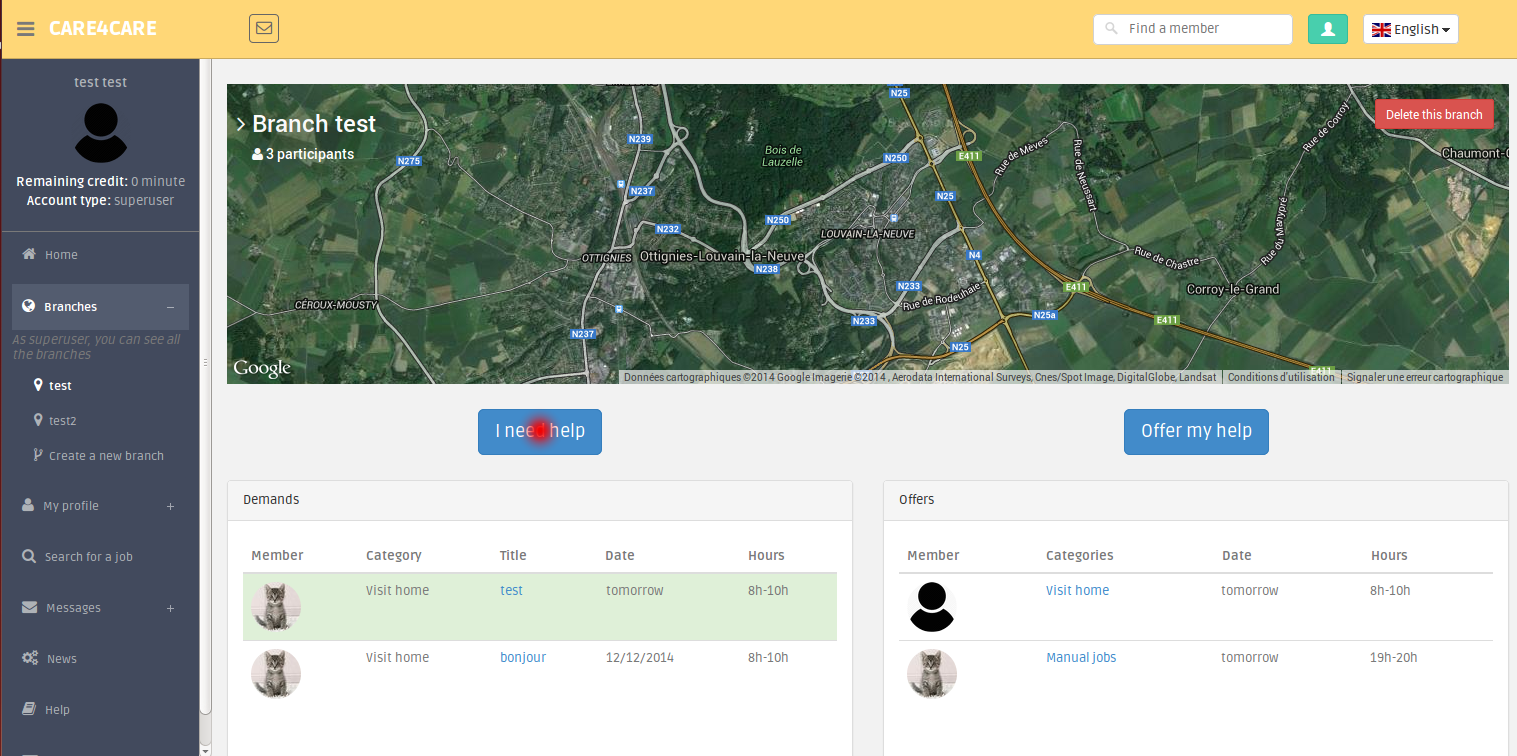 CARE4CARE
Find a member
English
test test
Remaining credit: 0 minute
Account type: superuser
Home
Branches
As superuser, you can see all
the branches
test
test2
Create a new branch
My profile
Search for a job
Messages
News
Help
Branch test
3 participants
Delete this branch
N25
N239
Bois de
Lauzelle
N250
E411
Rue de Mèves
Rue de Neussart
Rue de Corroy
Chaumont-G
N275
N237
N25
N250
N232
LOUVAIN-LA-NEUVE
Rue du Manypré
OTTIGNIES
Ottignies-Louvain-la-Neuve
N238
N4
Rue de Chastre
N233
E411
Corroy-le-Grand
Rue de Rodeuhaie
CÉROUX-MOUSTY
N237
N233
N25a
E411
N25
E411
Google
Données cartographiques ©2014 Google Imagerie ©2014 , Aerodata International Surveys, Cnes/Spot Image, DigitalGlobe, Landsat
Conditions d'utilisation
Signaler une erreur cartographique
I need help
Offer my help
Demands
Member Category Title Date Hours
Visit home test tomorrow 8h-10h
Visit home bonjour 12/12/2014 8h-10h
Offers
Member Categories Date Hours
Visit home tomorrow 8h-10h
Manual jobs tomorrow 19h-20h